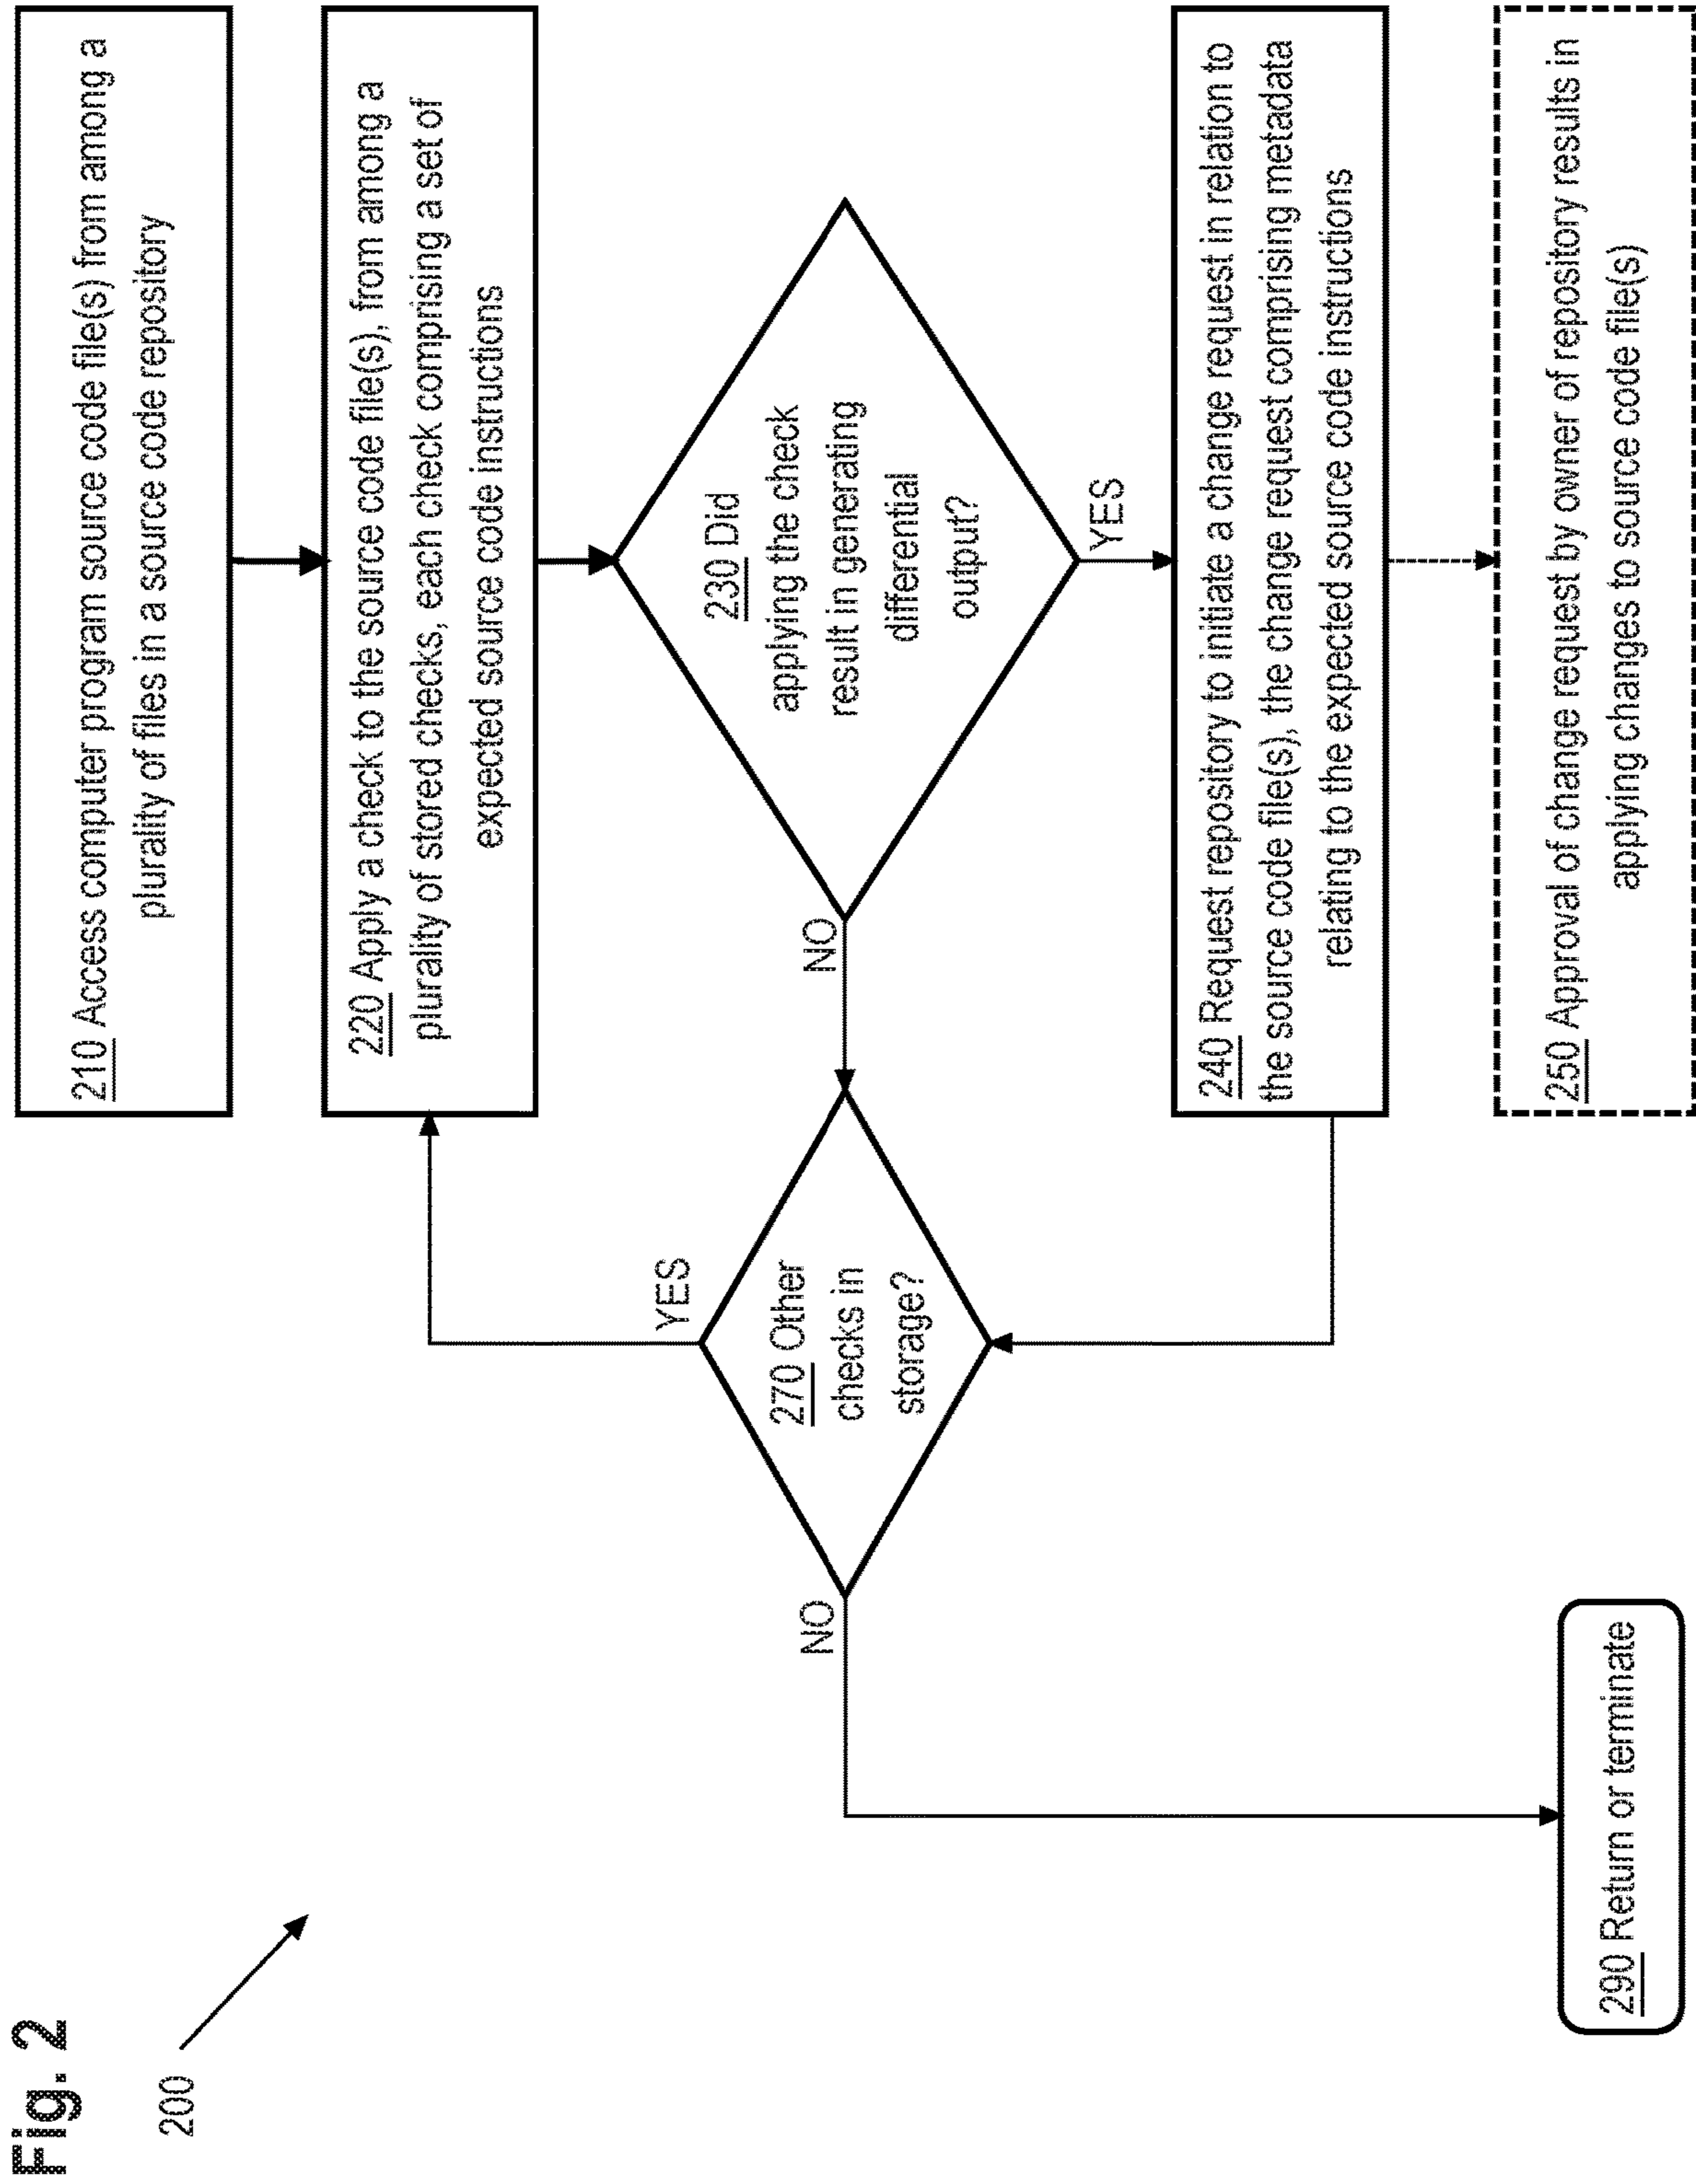 Fig. 2
200
210 Access computer program source code file(s) from among a
plurality of files in a source code repository
220 Apply a check to the source code file(s), from among a
plurality of stored checks, each check comprising a set of
expected source code instructions
230 Did
applying the check
result in generating
differential
output?
NO
YES
270 Other
checks in
storage?
YES
NO
240 Request repository to initiate a change request in relation to
the source code file(s), the change request comprising metadata
relating to the expected source code instructions
250 Approval of change request by owner of repository results in
applying changes to source code file(s)
290 Return or terminate